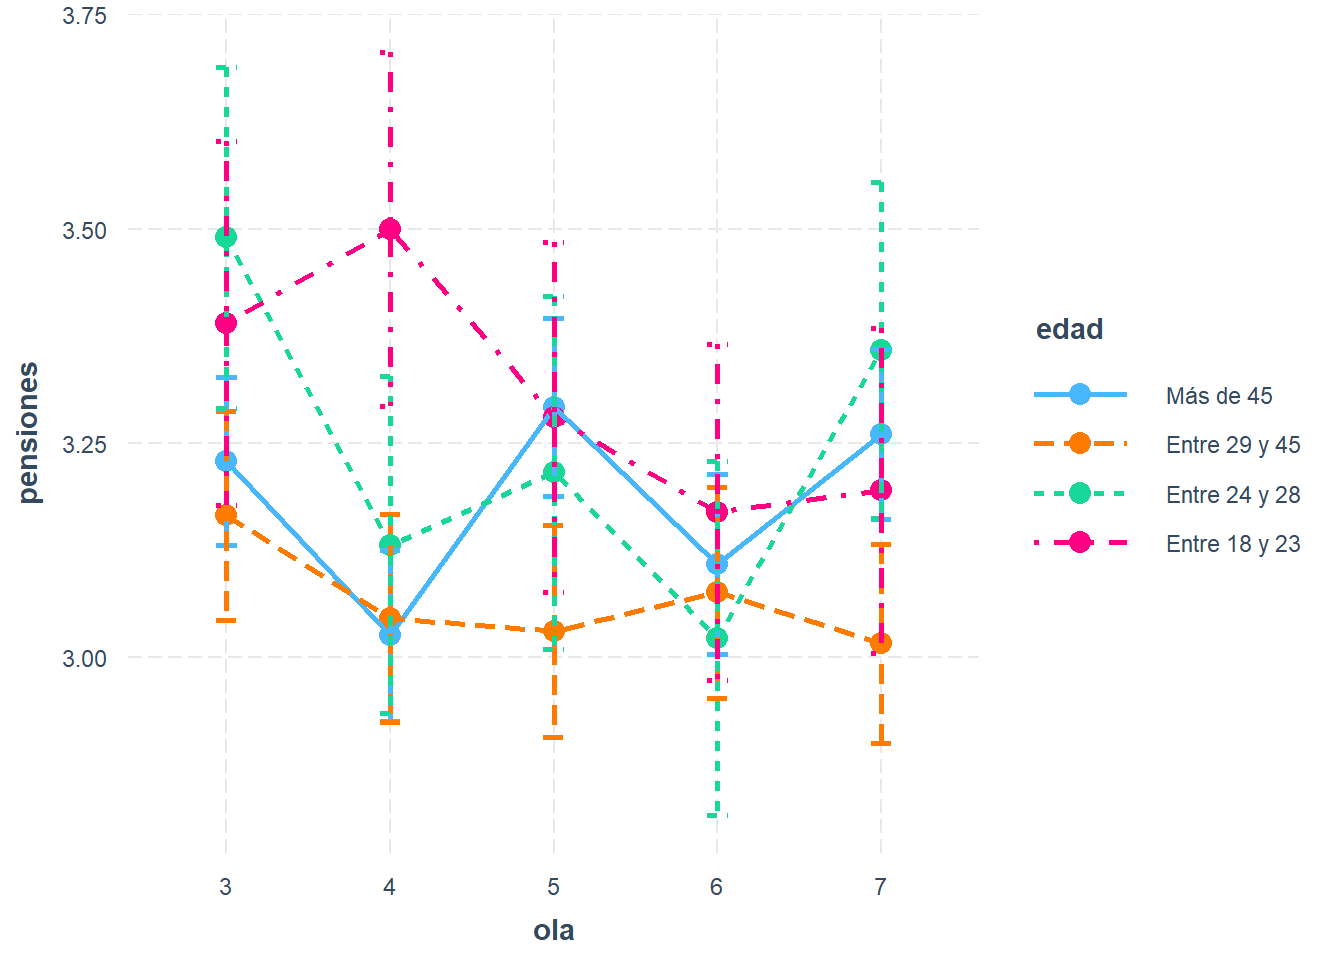 3.75
3.50
3.25
3.00
pensiones
3
4
5
6
7
ola
edad
Más de 45
Entre 29 y 45
Entre 24 y 28
Entre 18 y 23